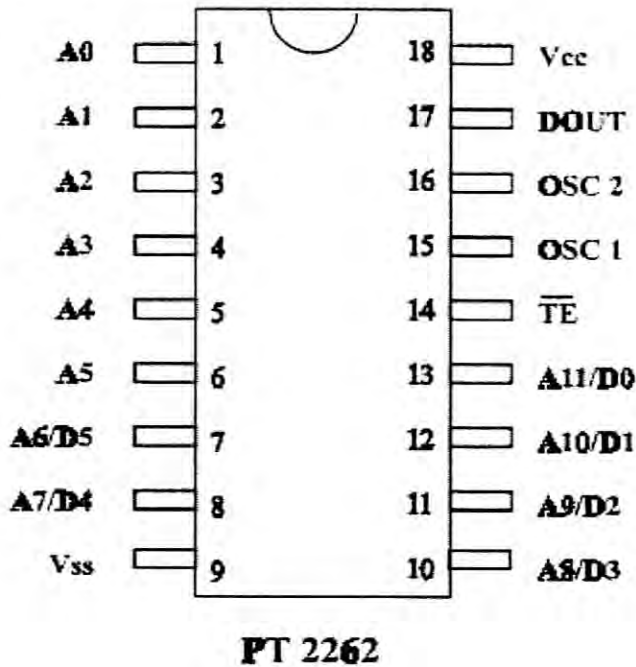 A0 1 18 Vcc
A1 2 17 DOUT
A2 3 16 OSC 2
A3 4 15 OSC 1
A4 5 14 T̅E̅
A5 6 13 A11/D0
A6/D5 7 12 A10/D1
A7/D4 8 11 A9/D2
Vss 9 10 A8/D3
PT 2262